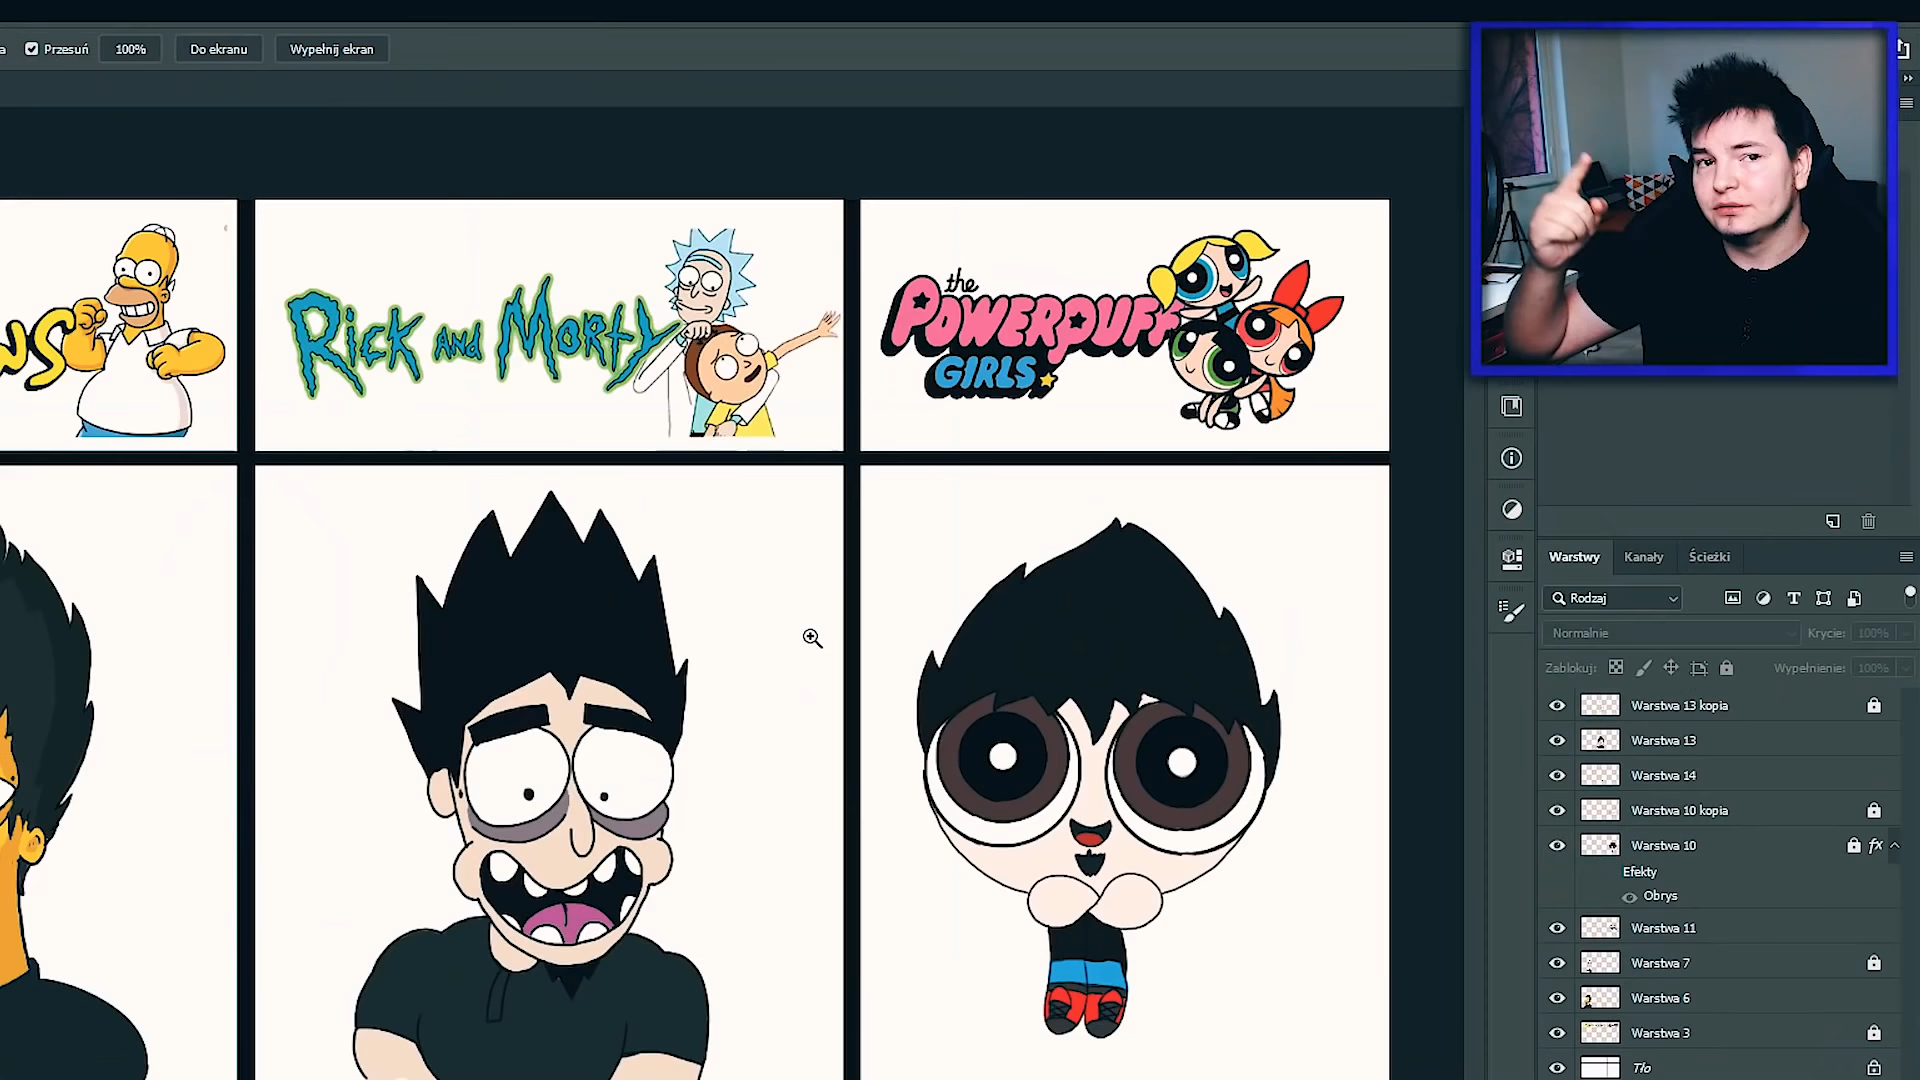 a
Przesuń
100%
Do ekranu
Wypełnij ekran
NS
Rick and Morty
the
POWERPUFF
GIRLS
Warstwy
Kanały
Ścieżki
Rodzaj
Normalnie
Krycie:
100%
Zablokuj:
Wypełnienie:
100%
Warstwa 13 kopia
Warstwa 13
Warstwa 14
Warstwa 10 kopia
Warstwa 10
fx
Efekty
Obrys
Warstwa 11
Warstwa 7
Warstwa 6
Warstwa 3
Tło